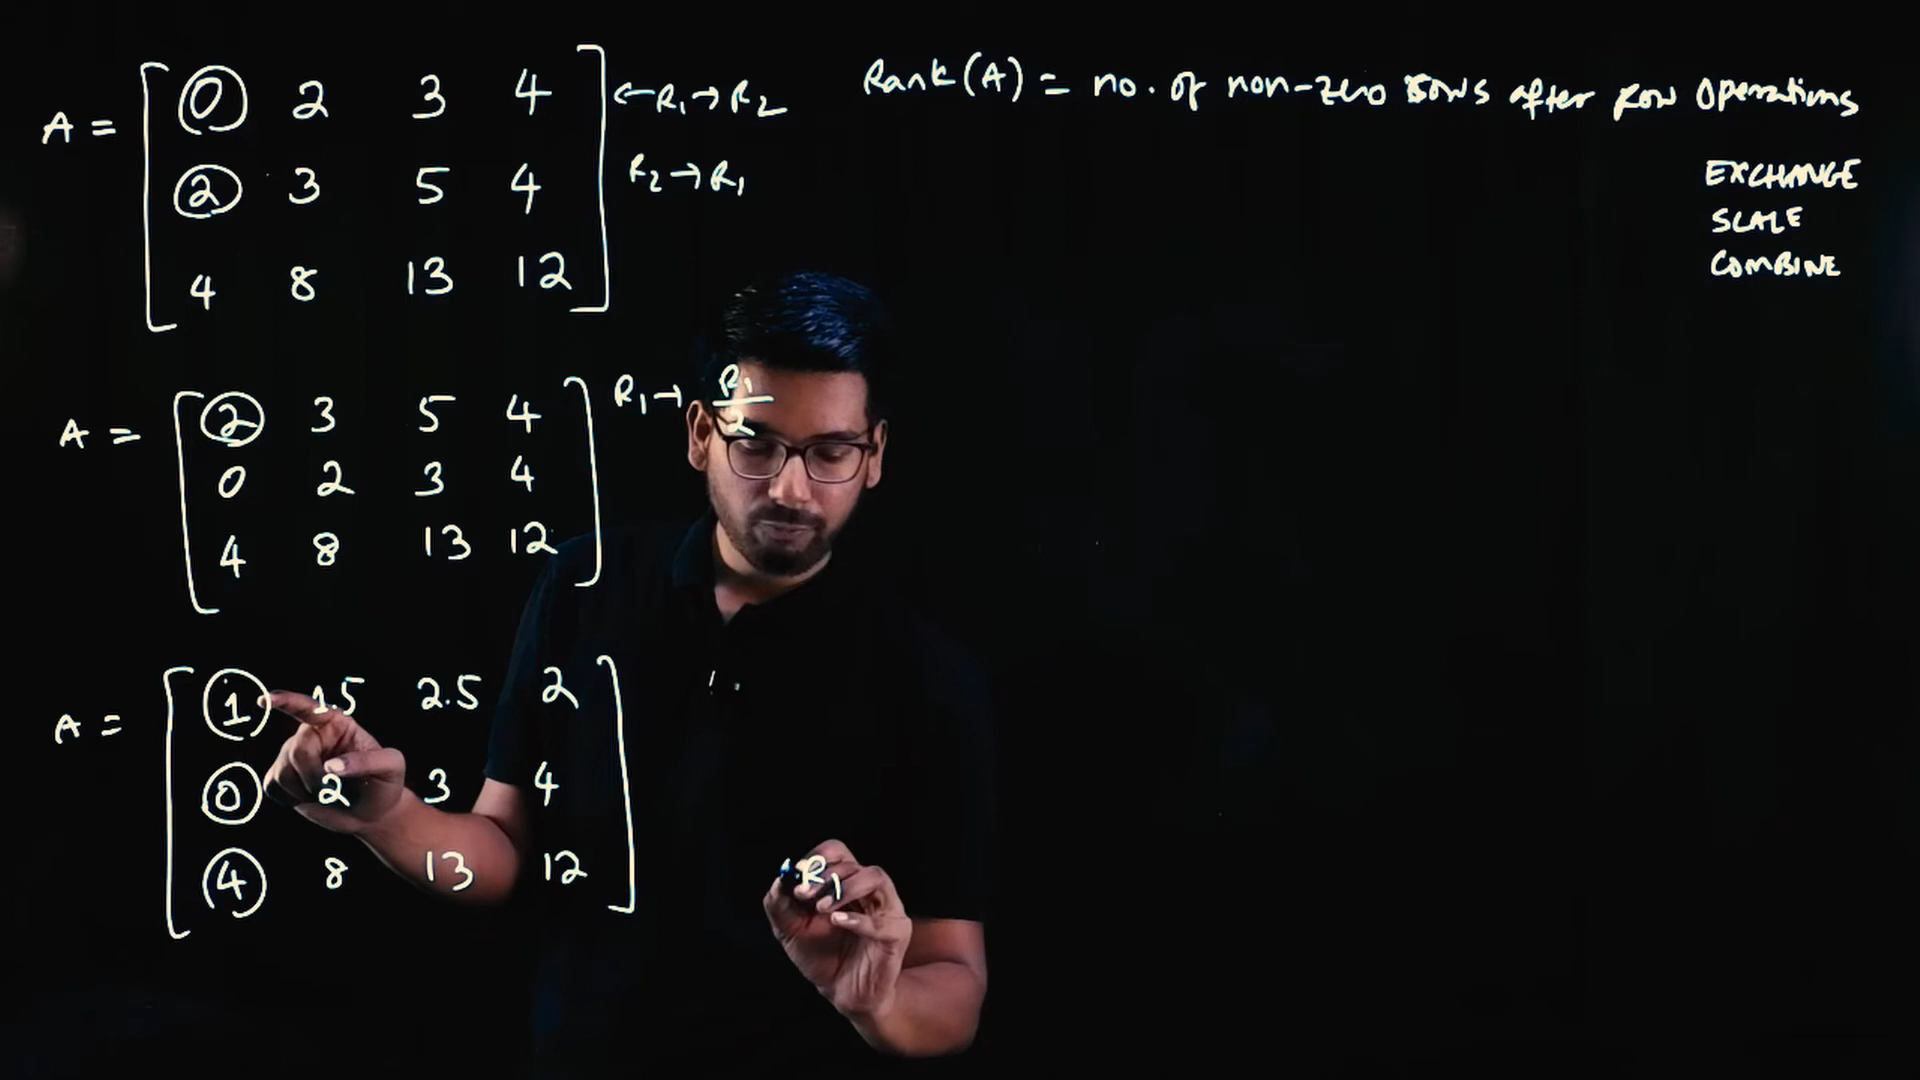 A = [ 0 2 3 4 ] ← R₁ → R₂
[ 2 3 5 4 ] R₂ → R₁
[ 4 8 13 12 ]
Rank(A) = no. of non-zero rows after row operations
EXCHANGE
SCALE
COMBINE
A = [ 2 3 5 4 ] R₁ → R₁/2
[ 0 2 3 4 ]
[ 4 8 13 12 ]
A = [ 1 1.5 2.5 2 ]
[ 0 2 3 4 ]
[ 4 8 13 12 ]
R₁